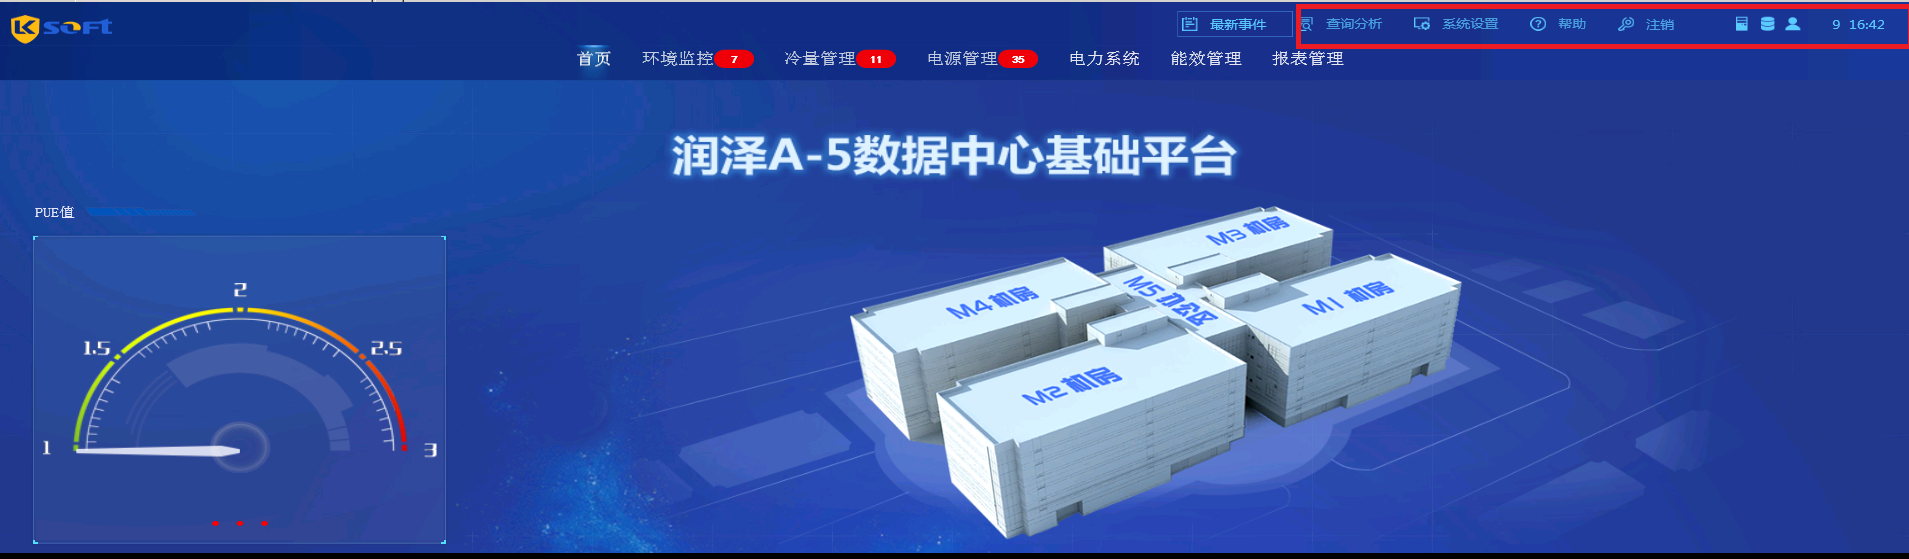 K SOFT
最新事件 查询分析 系统设置 帮助 注销 9 16:42
首页 环境监控 7 冷量管理 11 电源管理 35 电力系统 能效管理 报表管理
润泽A-5数据中心基础平台
PUE值
M3 机房
M5 办公区
M4 机房
M1 机房
M2 机房
2
1.5 2.5
1 3